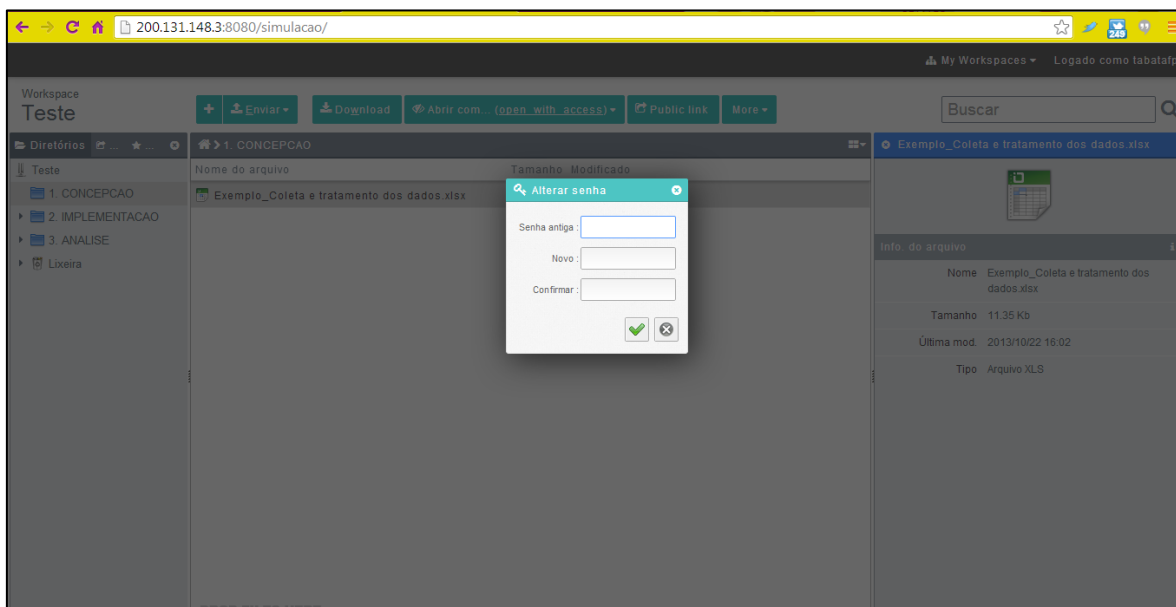 200.131.148.3:8080/simulacao/
249
My Workspaces Logado como tabatafp
Workspace
Teste
+ Enviar Download Abrir com... (open_with_access) Public link More Buscar
Diretórios ... ...
1. CONCEPCAO
Exemplo_Coleta e tratamento dos dados.xlsx
Teste
Nome do arquivo Tamanho Modificado
1. CONCEPCAO
2. IMPLEMENTACAO
3. ANALISE
Lixeira
Exemplo_Coleta e tratamento dos dados.xlsx
Alterar senha
Senha antiga :
Novo :
Confirmar :
Info. do arquivo
Nome Exemplo_Coleta e tratamento dos
dados.xlsx
Tamanho 11.35 Kb
Última mod. 2013/10/22 16:02
Tipo Arquivo XLS